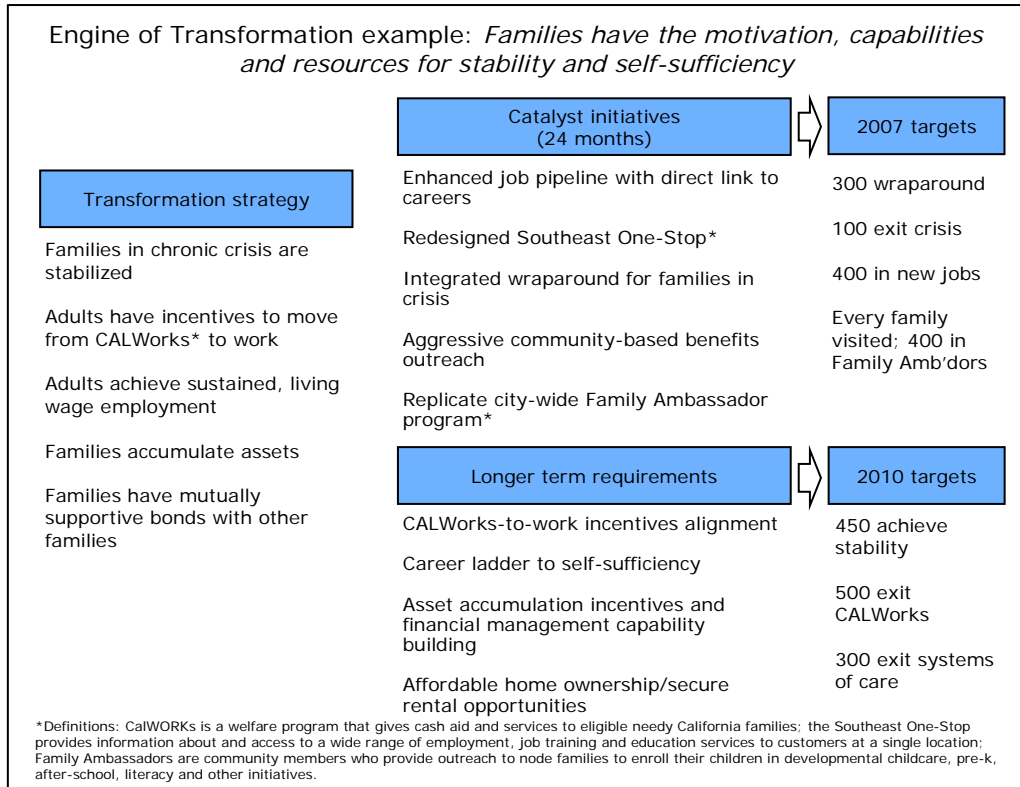 Engine of Transformation example: Families have the motivation, capabilities
and resources for stability and self-sufficiency
Transformation strategy
Families in chronic crisis are
stabilized
Adults have incentives to move
from CALWorks* to work
Adults achieve sustained, living
wage employment
Families accumulate assets
Families have mutually
supportive bonds with other
families
Catalyst initiatives
(24 months)
Enhanced job pipeline with direct link to
careers
Redesigned Southeast One-Stop*
Integrated wraparound for families in
crisis
Aggressive community-based benefits
outreach
Replicate city-wide Family Ambassador
program*
2007 targets
300 wraparound
100 exit crisis
400 in new jobs
Every family
visited; 400 in
Family Amb'dors
Longer term requirements
CALWorks-to-work incentives alignment
Career ladder to self-sufficiency
Asset accumulation incentives and
financial management capability
building
Affordable home ownership/secure
rental opportunities
2010 targets
450 achieve
stability
500 exit
CALWorks
300 exit systems
of care
*Definitions: CalWORKs is a welfare program that gives cash aid and services to eligible needy California families; the Southeast One-Stop
provides information about and access to a wide range of employment, job training and education services to customers at a single location;
Family Ambassadors are community members who provide outreach to node families to enroll their children in developmental childcare, pre-k,
after-school, literacy and other initiatives.